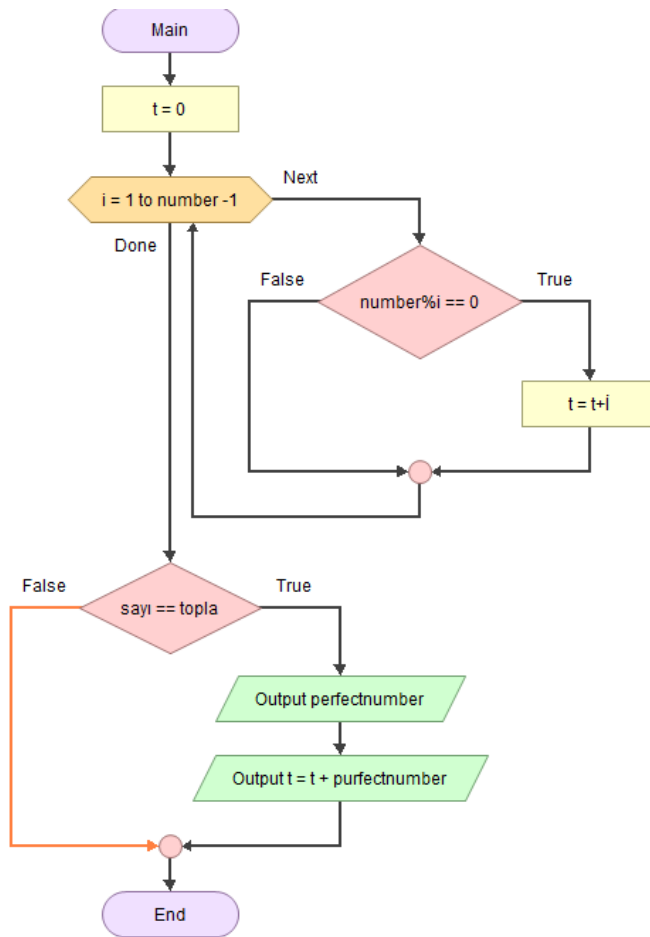 Main
t = 0
i = 1 to number -1
Next
Done
False
number%i == 0
True
t = t+İ
False
sayı == topla
True
Output perfectnumber
Output t = t + purfectnumber
End